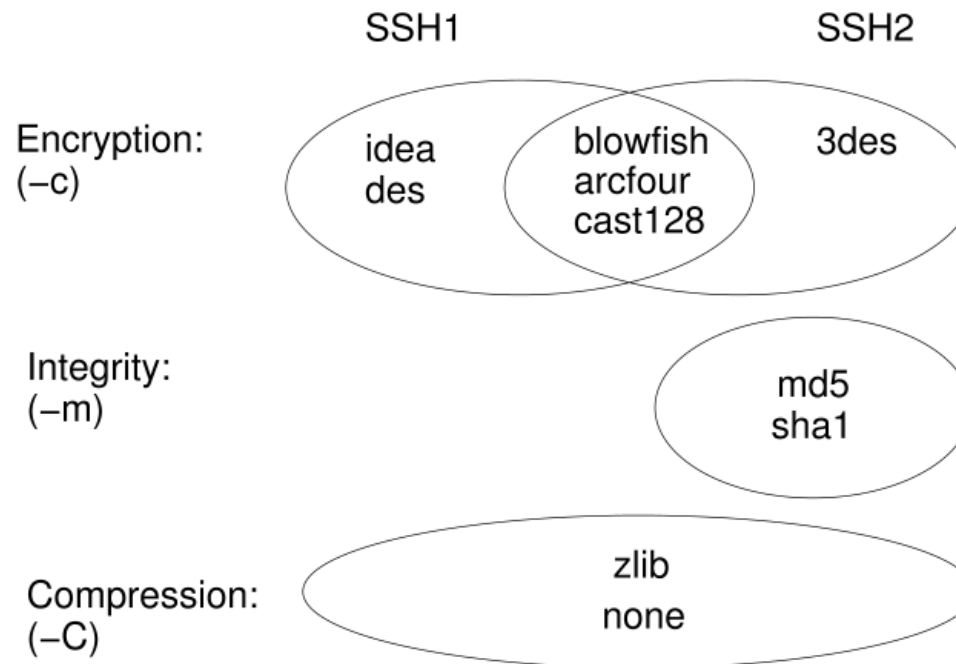 SSH1 SSH2
Encryption:
(−c)
idea
des
blowfish
arcfour
cast128
3des
Integrity:
(−m)
md5
sha1
Compression:
(−C)
zlib
none